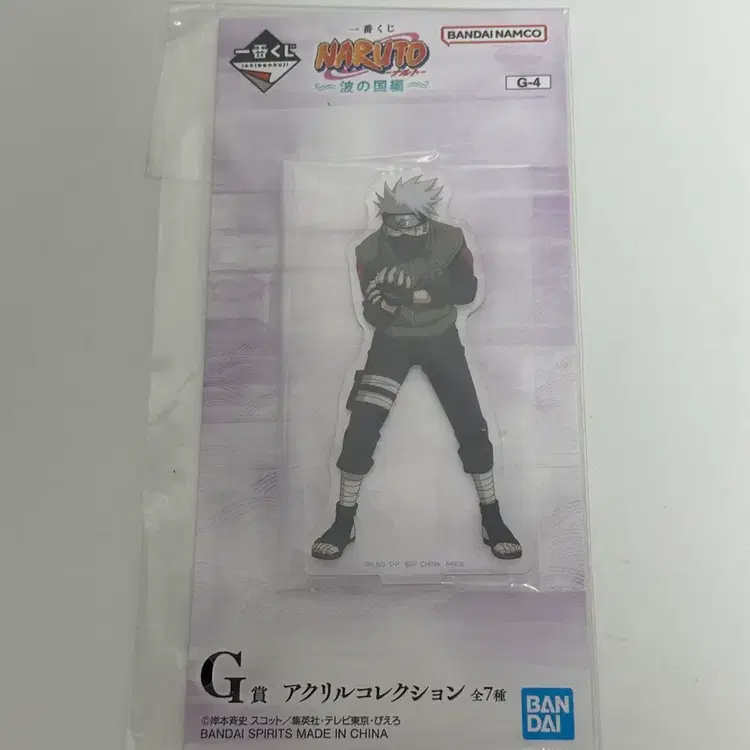 一番くじ
ichibankuji
一番くじ
NARUTO
-ナルト-
波の国編
BANDAI NAMCO
G-4
G賞 アクリルコレクション 全7種
©岸本斉史 スコット／集英社・テレビ東京・ぴえろ
BANDAI SPIRITS MADE IN CHINA
BAN
DAI